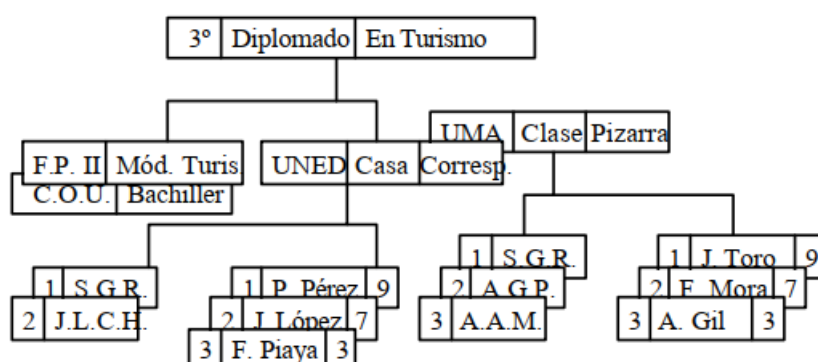 3º Diplomado En Turismo
UMA Clase Pizarra
F.P. II Mód. Turis.
UNED Casa Corresp.
C.O.U. Bachiller
1 S.G.R.
2 J.L.C.H.
1 P. Pérez 9
2 J. López 7
3 F. Piaya 3
1 S.G.R.
2 A.G.P.
3 A.A.M.
1 J. Toro 9
2 F. Mora 7
3 A. Gil 3